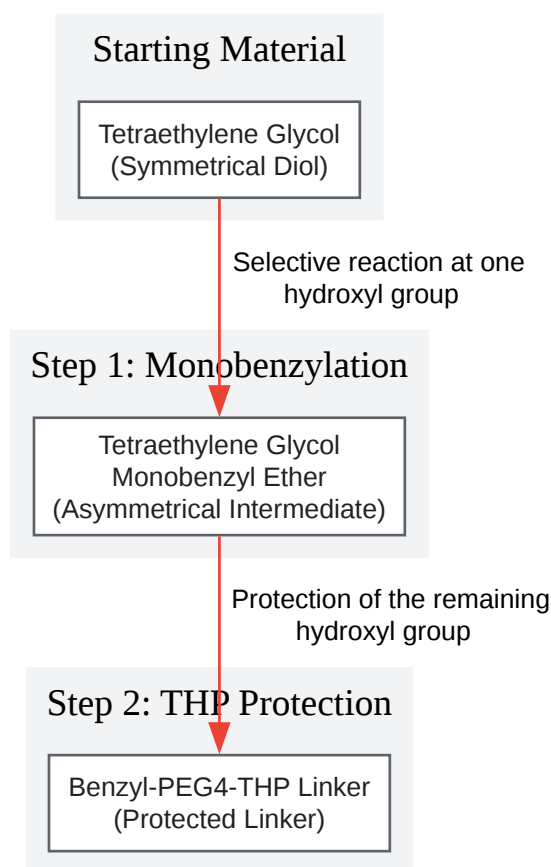 Starting Material
Tetraethylene Glycol
(Symmetrical Diol)
Selective reaction at one
hydroxyl group
Step 1: Monobenzylation
Tetraethylene Glycol
Monobenzyl Ether
(Asymmetrical Intermediate)
Protection of the remaining
hydroxyl group
Step 2: THP Protection
Benzyl-PEG4-THP Linker
(Protected Linker)